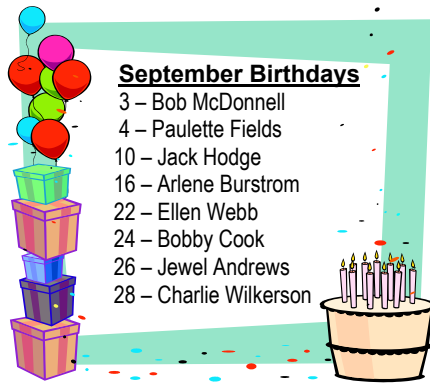 September Birthdays
3 – Bob McDonnell
4 – Paulette Fields
10 – Jack Hodge
16 – Arlene Burstrom
22 – Ellen Webb
24 – Bobby Cook
26 – Jewel Andrews
28 – Charlie Wilkerson